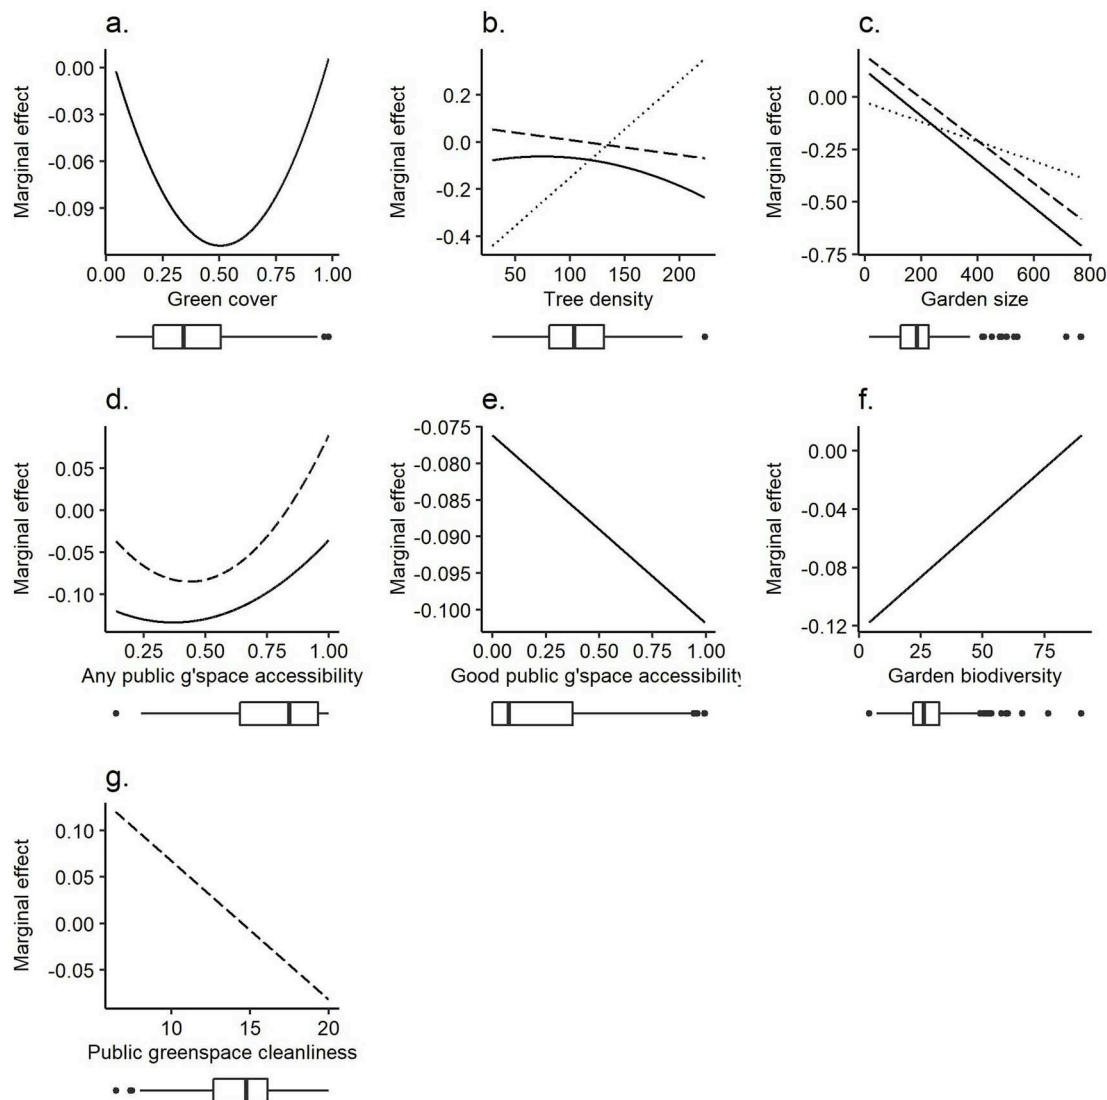 a.
Marginal effect
0.00
-0.03
-0.06
-0.09
0.00 0.25 0.50 0.75 1.00
Green cover
b.
Marginal effect
0.2
0.0
-0.2
-0.4
50 100 150 200
Tree density
c.
Marginal effect
0.00
-0.25
-0.50
-0.75
0 200 400 600 800
Garden size
d.
Marginal effect
0.05
0.00
-0.05
-0.10
0.25 0.50 0.75 1.00
Any public g'space accessibility
e.
Marginal effect
-0.075
-0.080
-0.085
-0.090
-0.095
-0.100
0.00 0.25 0.50 0.75 1.00
Good public g'space accessibility
f.
Marginal effect
0.00
-0.04
-0.08
-0.12
0 25 50 75
Garden biodiversity
g.
Marginal effect
0.10
0.05
0.00
-0.05
10 15 20
Public greenspace cleanliness